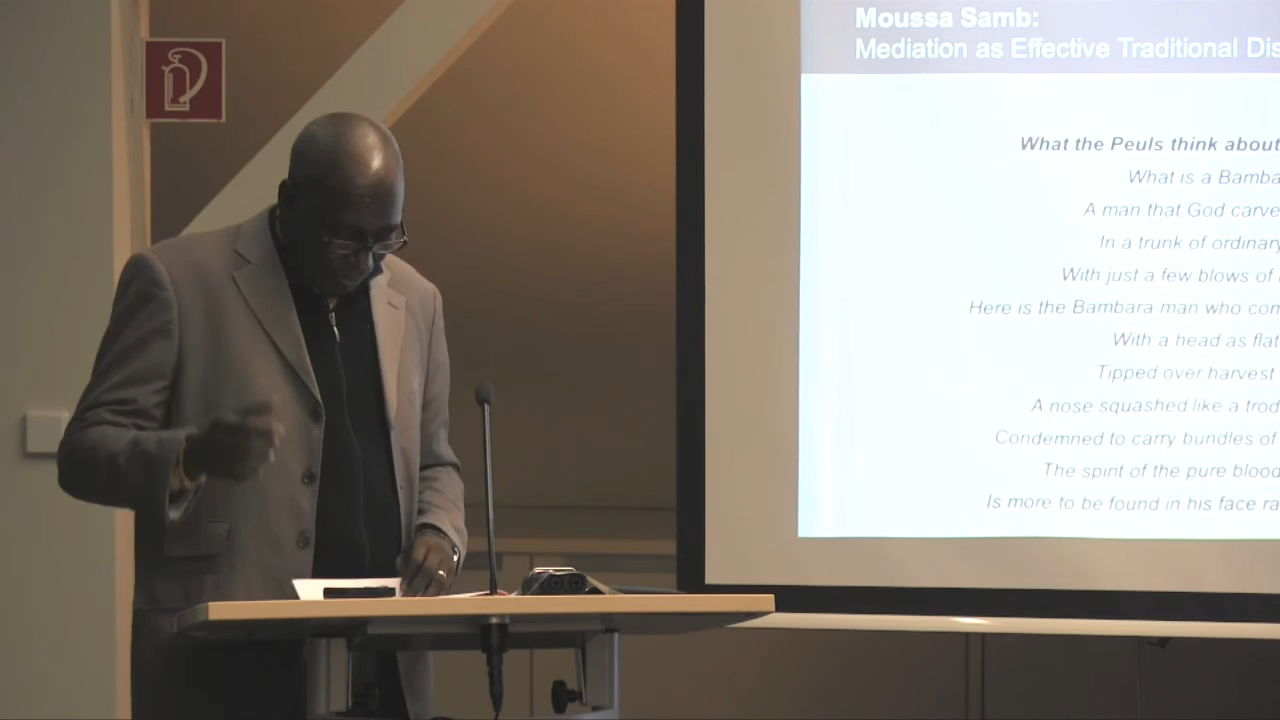 Moussa Samb:
Mediation as Effective Traditional Dis
What the Peuls think about
What is a Bamba
A man that God carve
In a trunk of ordinary
With just a few blows of
Here is the Bambara man who con
With a head as flat
Tipped over harvest
A nose squashed like a trod
Condemned to carry bundles of
The spirit of the pure blood
Is more to be found in his face ra